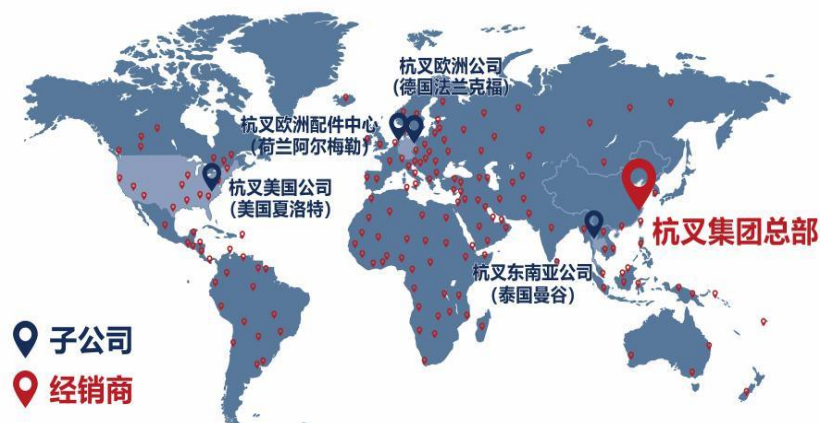 杭叉欧洲公司
（德国法兰克福）
杭叉欧洲配件中心
（荷兰阿尔梅勒）
杭叉美国公司
（美国夏洛特）
杭叉集团总部
杭叉东南亚公司
（泰国曼谷）
子公司
经销商